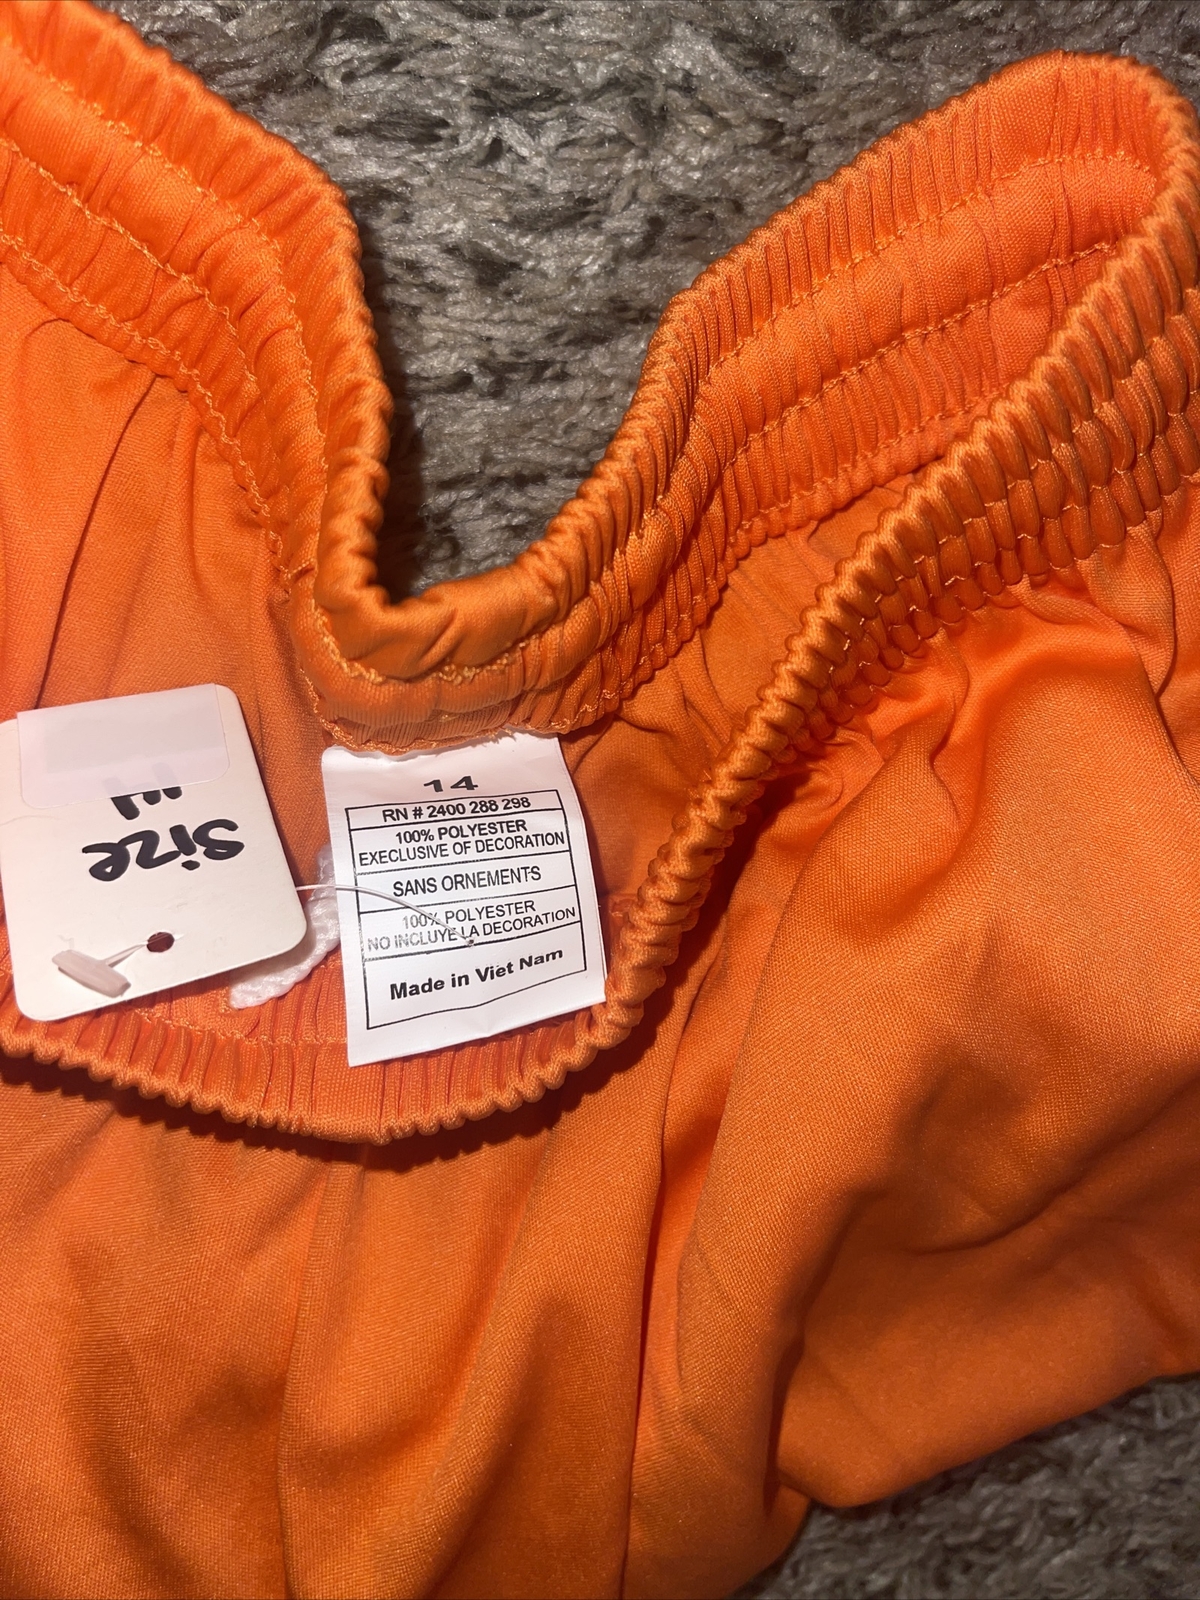 Size
14
14
RN # 2400 288 298
100% POLYESTER
EXECLUSIVE OF DECORATION
SANS ORNEMENTS
100% POLYESTER
NO INCLUYE LA DECORATION
Made in Viet Nam